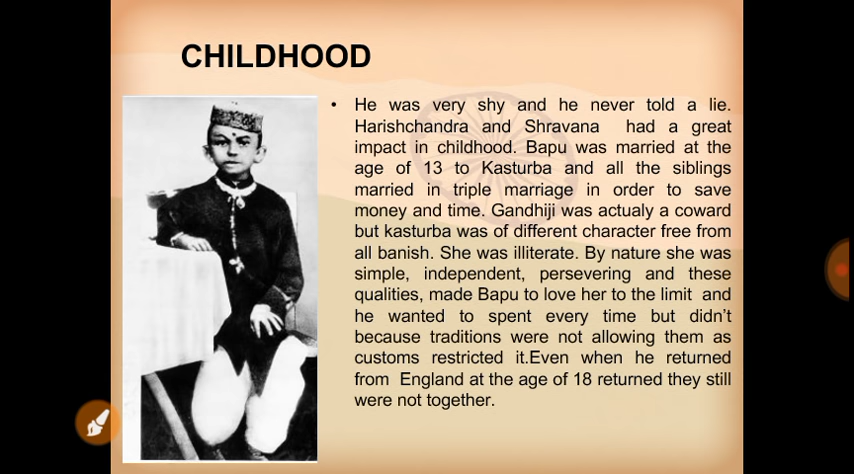 CHILDHOOD
• He was very shy and he never told a lie.
Harishchandra and Shravana had a great
impact in childhood. Bapu was married at the
age of 13 to Kasturba and all the siblings
married in triple marriage in order to save
money and time. Gandhiji was actualy a coward
but kasturba was of different character free from
all banish. She was illiterate. By nature she was
simple, independent, persevering and these
qualities, made Bapu to love her to the limit and
he wanted to spent every time but didn't
because traditions were not allowing them as
customs restricted it.Even when he returned
from England at the age of 18 returned they still
were not together.